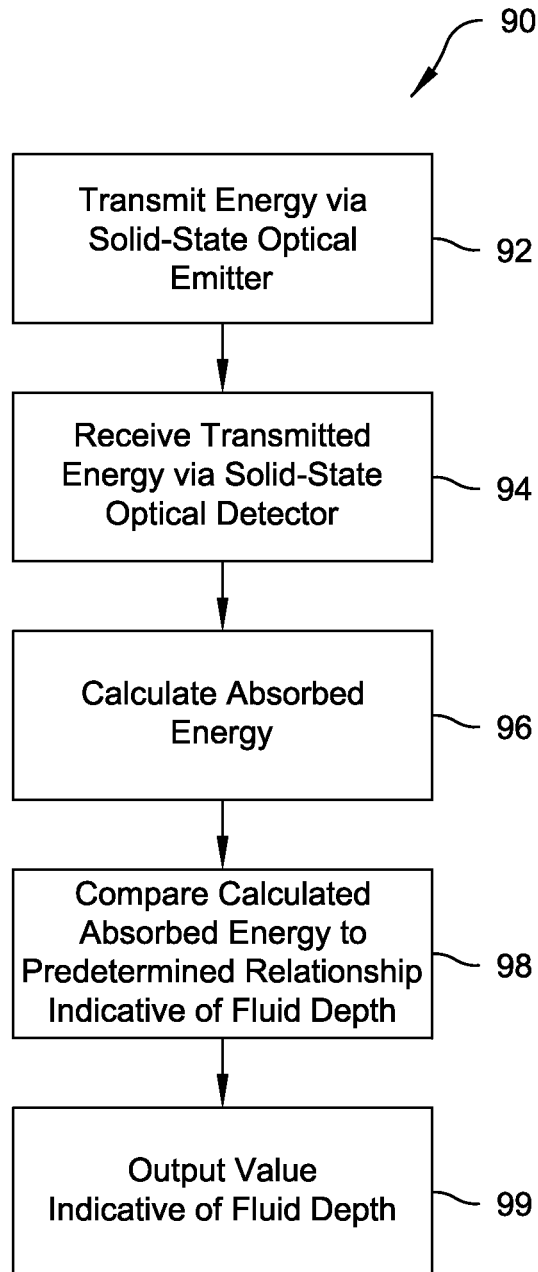 90
Transmit Energy via
Solid-State Optical
Emitter
92
Receive Transmitted
Energy via Solid-State
Optical Detector
94
Calculate Absorbed
Energy
96
Compare Calculated
Absorbed Energy to
Predetermined Relationship
Indicative of Fluid Depth
98
Output Value
Indicative of Fluid Depth
99